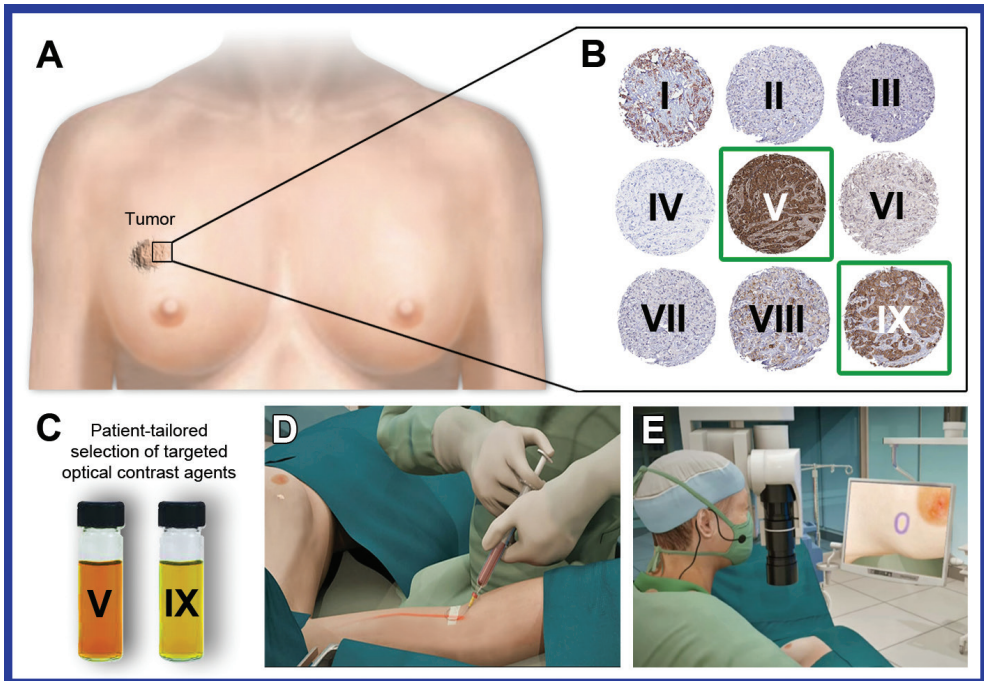 A
Tumor
B
I
II
III
IV
V
VI
VII
VIII
IX
C
Patient-tailored
selection of targeted
optical contrast agents
V
IX
D
E
0